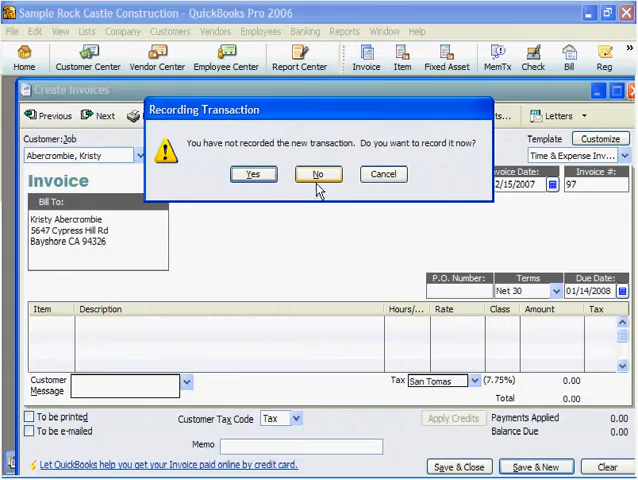 Sample Rock Castle Construction - QuickBooks Pro 2006
File Edit View Lists Company Customers Vendors Employees Banking Reports Window Help
Home Customer Center Vendor Center Employee Center Report Center Invoice Item Fixed Asset MemTx Check Bill Reg
Create Invoices
Previous Next Letters
Recording Transaction
You have not recorded the new transaction. Do you want to record it now?
Yes No Cancel
Customer:Job Template Customize
Abercrombie, Kristy Time & Expense Inv...
Invoice Invoice Date: Invoice #:
2/15/2007 97
Bill To:
Kristy Abercrombie
5647 Cypress Hill Rd
Bayshore CA 94326
P.O. Number: Terms Due Date:
Net 30 01/14/2008
Item Description Hours/... Rate Class Amount Tax
Customer Message Tax San Tomas (7.75%) 0.00
Total 0.00
To be printed Customer Tax Code Tax Apply Credits Payments Applied 0.00
To be e-mailed Balance Due 0.00
Memo
Let QuickBooks help you get your Invoice paid online by credit card.
Save & Close Save & New Clear